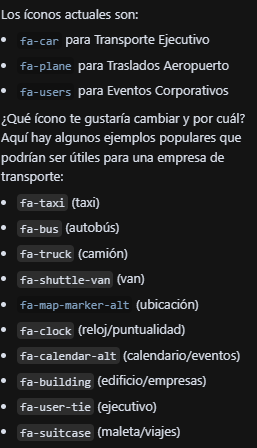 Los íconos actuales son:
• fa-car para Transporte Ejecutivo
• fa-plane para Traslados Aeropuerto
• fa-users para Eventos Corporativos
¿Qué ícono te gustaría cambiar y por cuál?
Aquí hay algunos ejemplos populares que
podrían ser útiles para una empresa de
transporte:
• fa-taxi (taxi)
• fa-bus (autobús)
• fa-truck (camión)
• fa-shuttle-van (van)
• fa-map-marker-alt (ubicación)
• fa-clock (reloj/puntualidad)
• fa-calendar-alt (calendario/eventos)
• fa-building (edificio/empresas)
• fa-user-tie (ejecutivo)
• fa-suitcase (maleta/viajes)